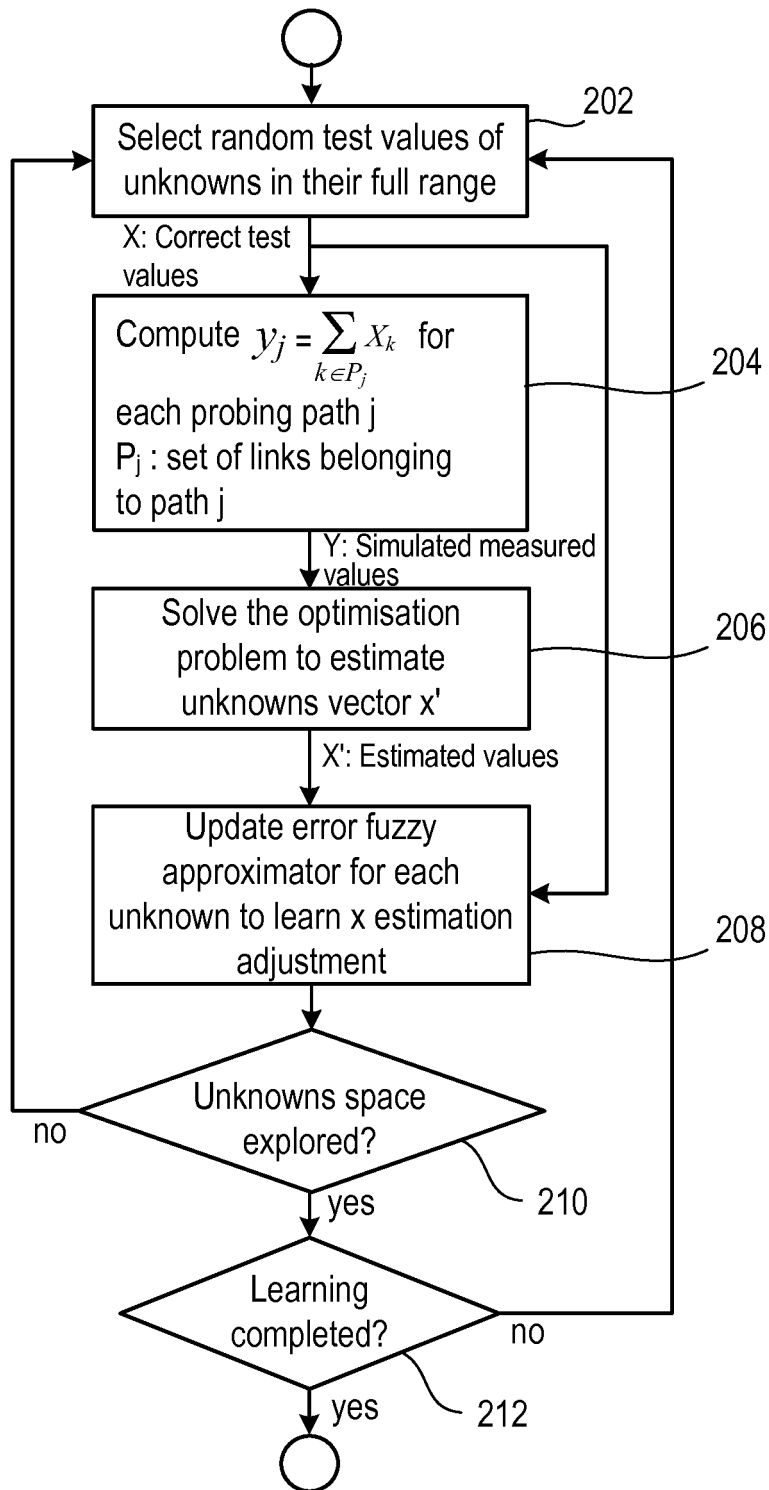 202
Select random test values of
unknowns in their full range
X: Correct test
values
Compute y_j = ∑_{k∈P_j} X_k for
each probing path j
P_j : set of links belonging
to path j
204
Y: Simulated measured
values
Solve the optimisation
problem to estimate
unknowns vector x'
206
X': Estimated values
Update error fuzzy
approximator for each
unknown to learn x estimation
adjustment
208
Unknowns space
explored?
no
210
yes
Learning
completed?
no
212
yes